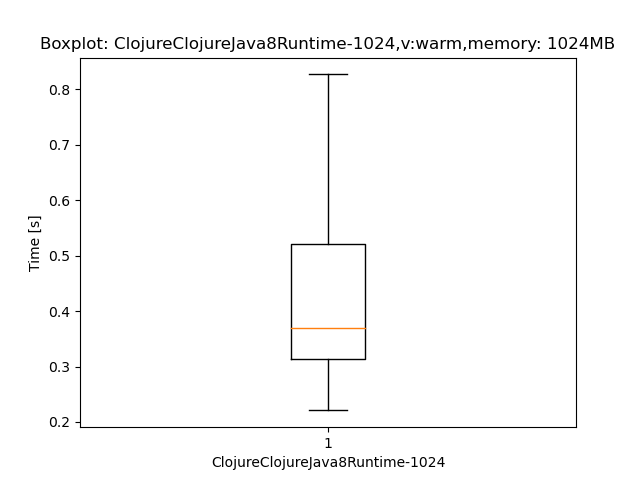 Boxplot: ClojureClojureJava8Runtime-1024,v:warm,memory: 1024MB
0.8
0.7
0.6
0.5
0.4
0.3
0.2
Time [s]
1
ClojureClojureJava8Runtime-1024